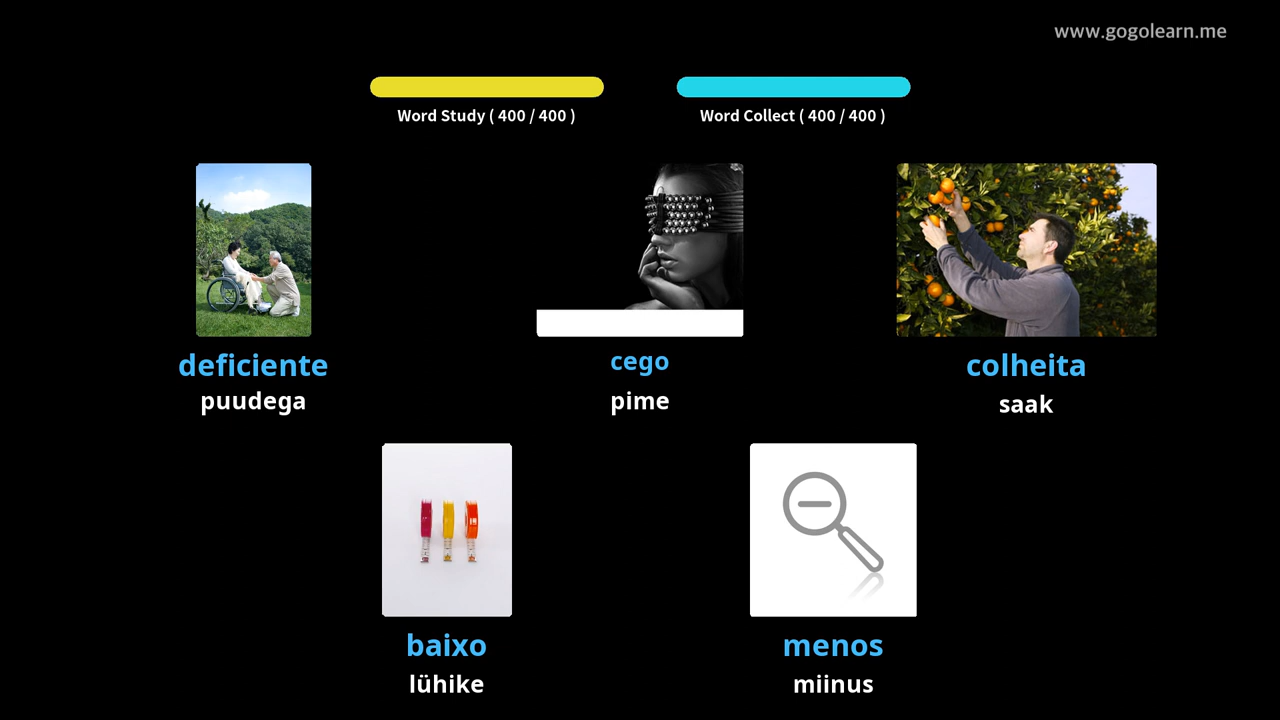 www.gogolearn.me
Word Study ( 400 / 400 )
Word Collect ( 400 / 400 )
deficiente
puudega
cego
pime
colheita
saak
baixo
lühike
menos
miinus